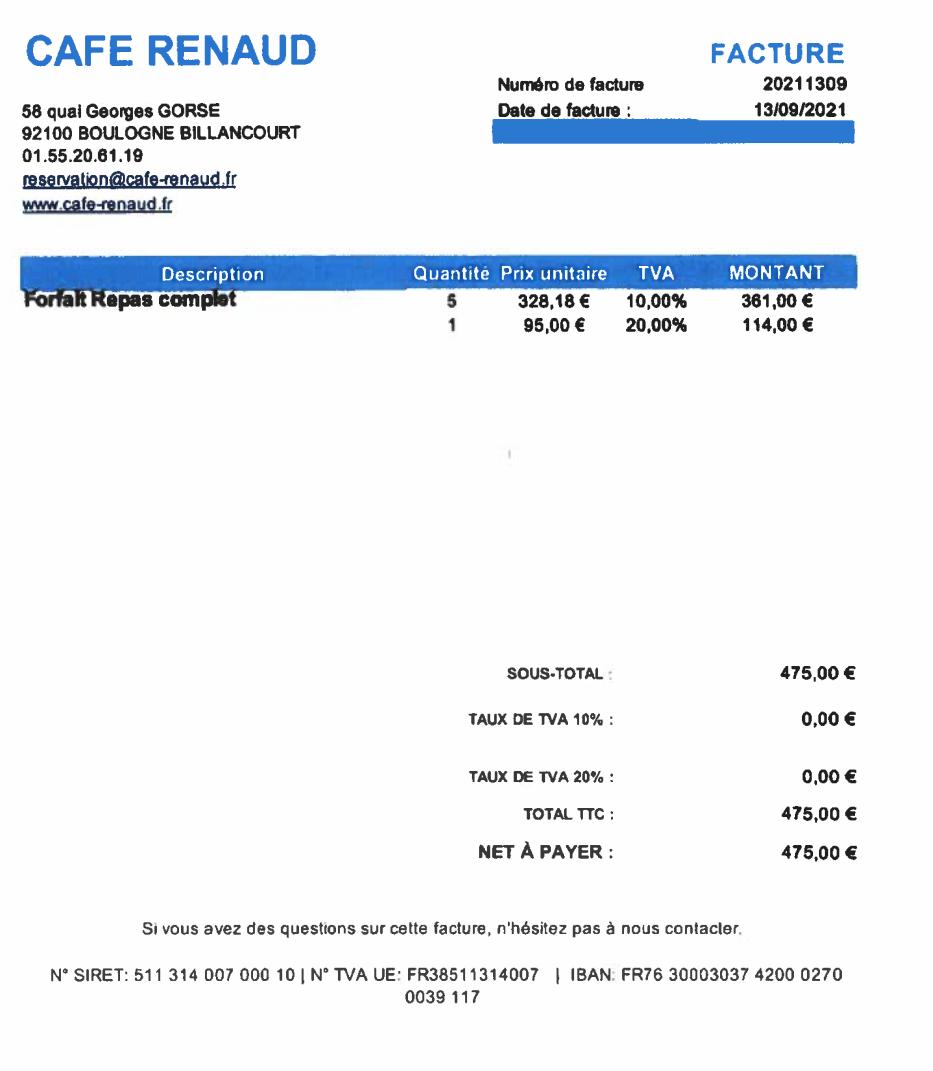 CAFE RENAUD
FACTURE
Numéro de facture 20211309
Date de facture : 13/09/2021
58 quai Georges GORSE
92100 BOULOGNE BILLANCOURT
01.55.20.61.19
reservation@cafe-renaud.fr
www.cafe-renaud.fr
Description Quantité Prix unitaire TVA MONTANT
Forfait Repas complet 5 328,18 € 10,00% 361,00 €
1 95,00 € 20,00% 114,00 €
SOUS-TOTAL : 475,00 €
TAUX DE TVA 10% : 0,00 €
TAUX DE TVA 20% : 0,00 €
TOTAL TTC : 475,00 €
NET À PAYER : 475,00 €
Si vous avez des questions sur cette facture, n'hésitez pas à nous contacter.
N° SIRET: 511 314 007 000 10 | N° TVA UE: FR38511314007 | IBAN: FR76 30003037 4200 0270
0039 117